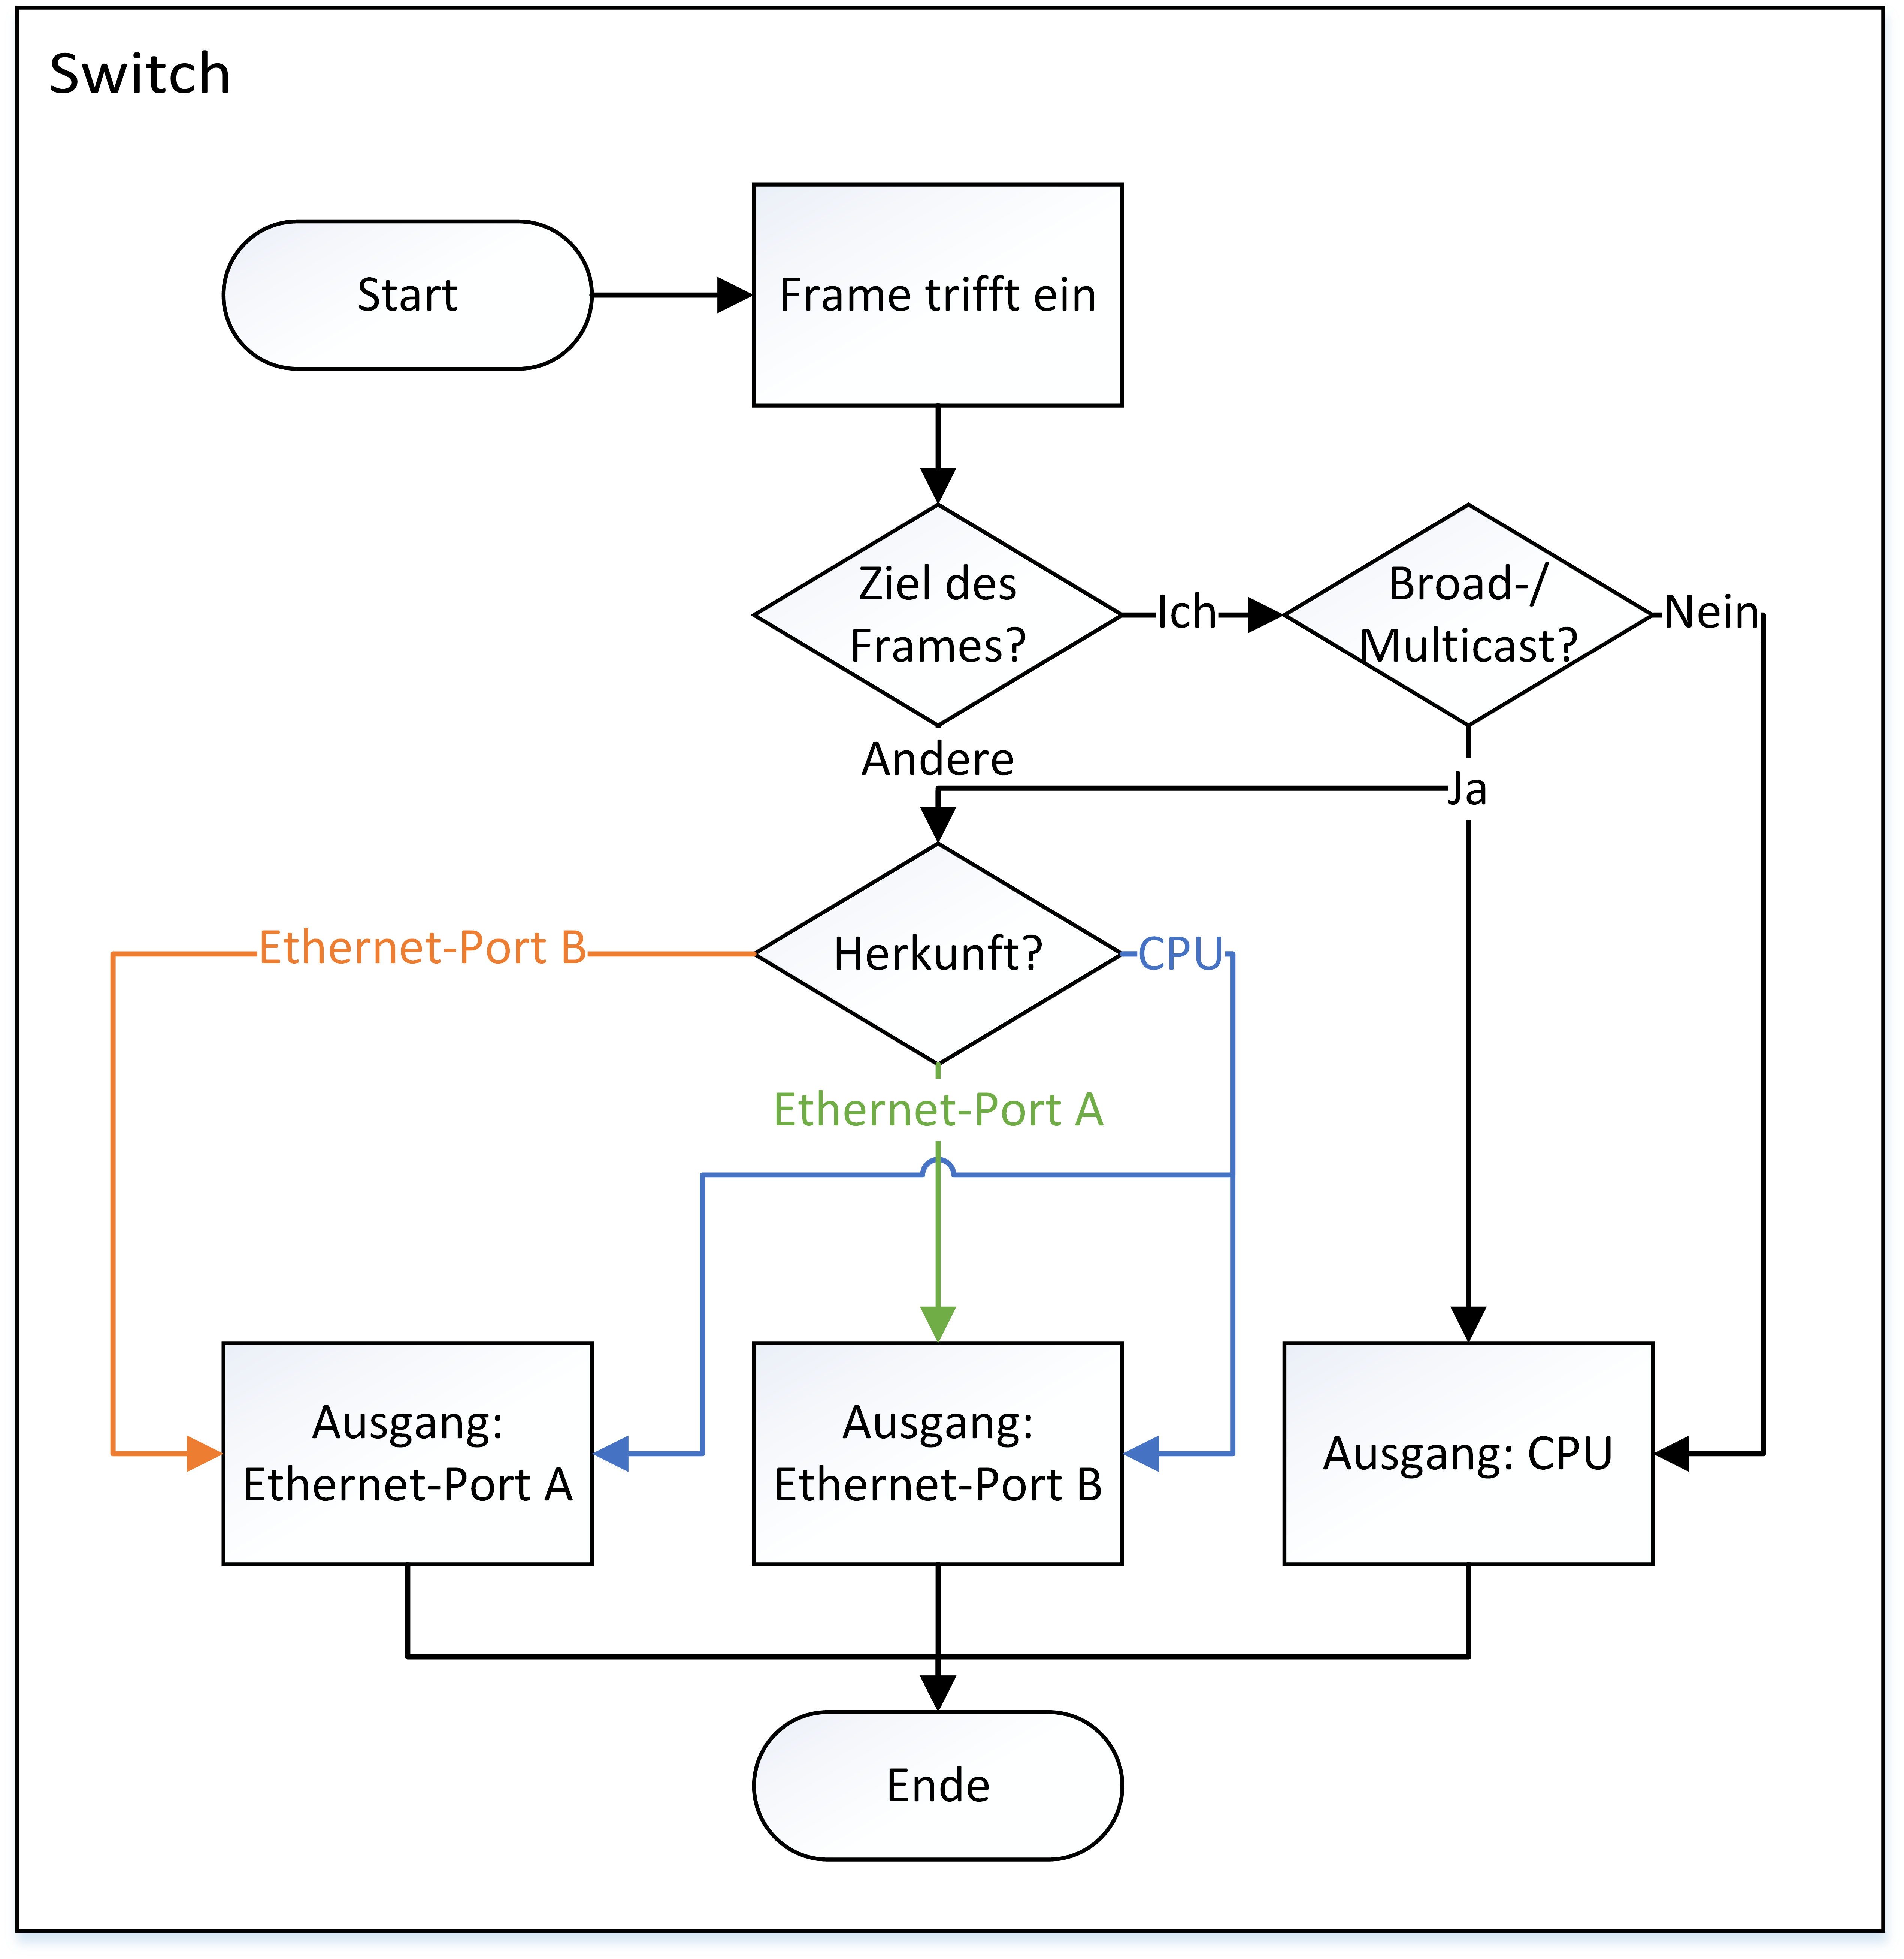 Switch
Start
Frame trifft ein
Ziel des
Frames?
Ich
Broad-/
Multicast?
Nein
Andere
Ja
Ethernet-Port B
Herkunft?
CPU
Ethernet-Port A
Ausgang:
Ethernet-Port A
Ausgang:
Ethernet-Port B
Ausgang: CPU
Ende